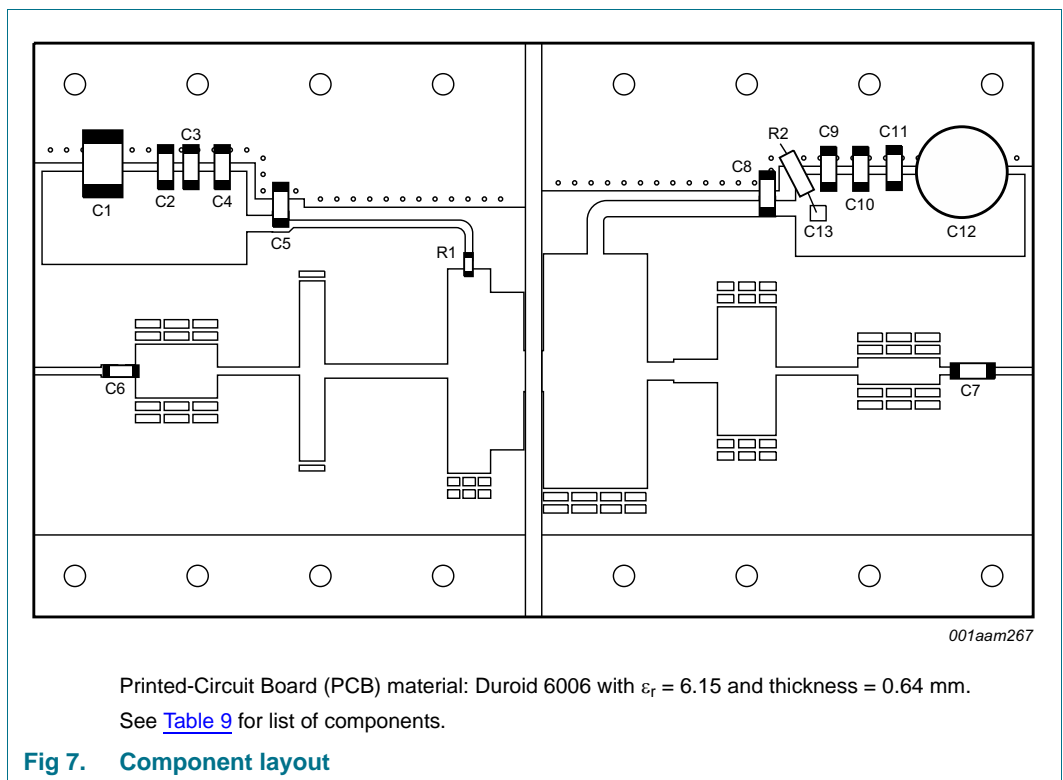 C3
C1
C2
C4
C5
R1
C6
R2
C9
C11
C8
C10
C13
C12
C7
001aam267
Printed-Circuit Board (PCB) material: Duroid 6006 with εr = 6.15 and thickness = 0.64 mm.
See Table 9 for list of components.
Fig 7. Component layout